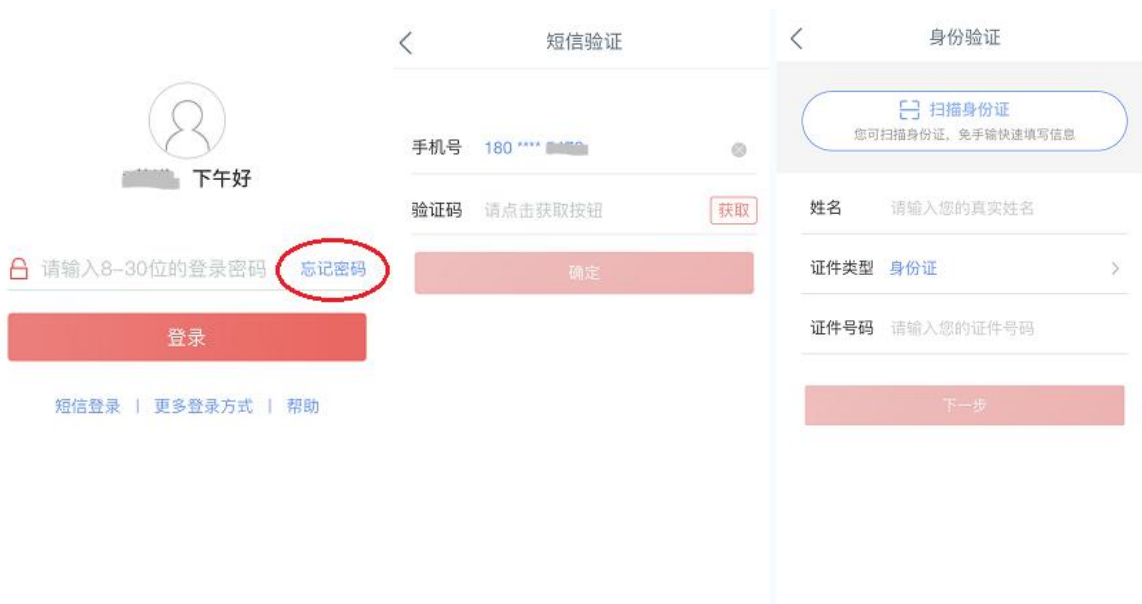 下午好
请输入8-30位的登录密码 忘记密码
登录
短信登录 | 更多登录方式 | 帮助
短信验证
手机号 180 ****
验证码 请点击获取按钮 获取
确定
身份验证
扫描身份证
您可扫描身份证，免手输快速填写信息
姓名 请输入您的真实姓名
证件类型 身份证
证件号码 请输入您的证件号码
下一步